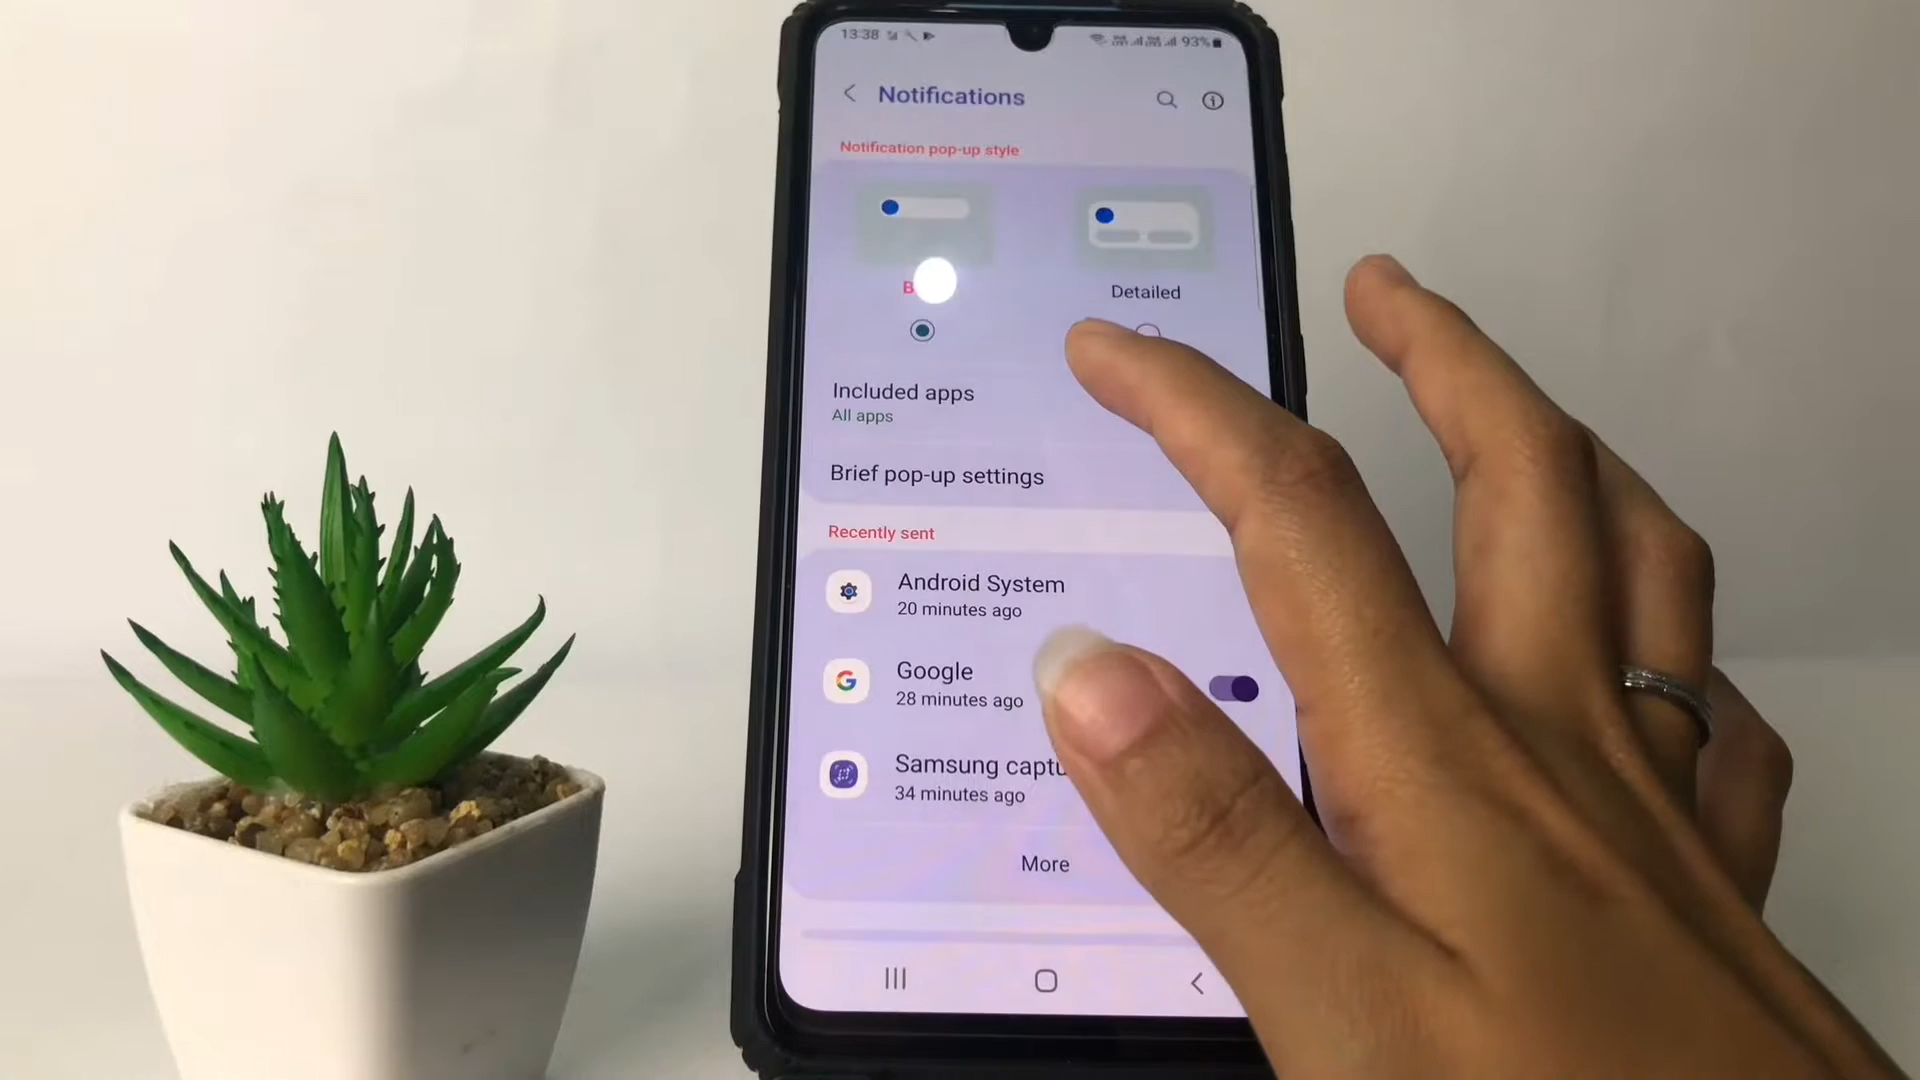 13:38
93%
Notifications
Notification pop-up style
Detailed
Included apps
All apps
Brief pop-up settings
Recently sent
Android System
20 minutes ago
Google
28 minutes ago
Samsung captu
34 minutes ago
More